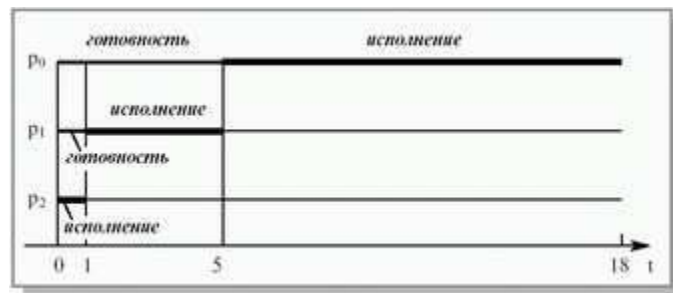 готовность исполнение
p0
исполнение
p1
готовность
p2
исполнение
0 1 5 18 t